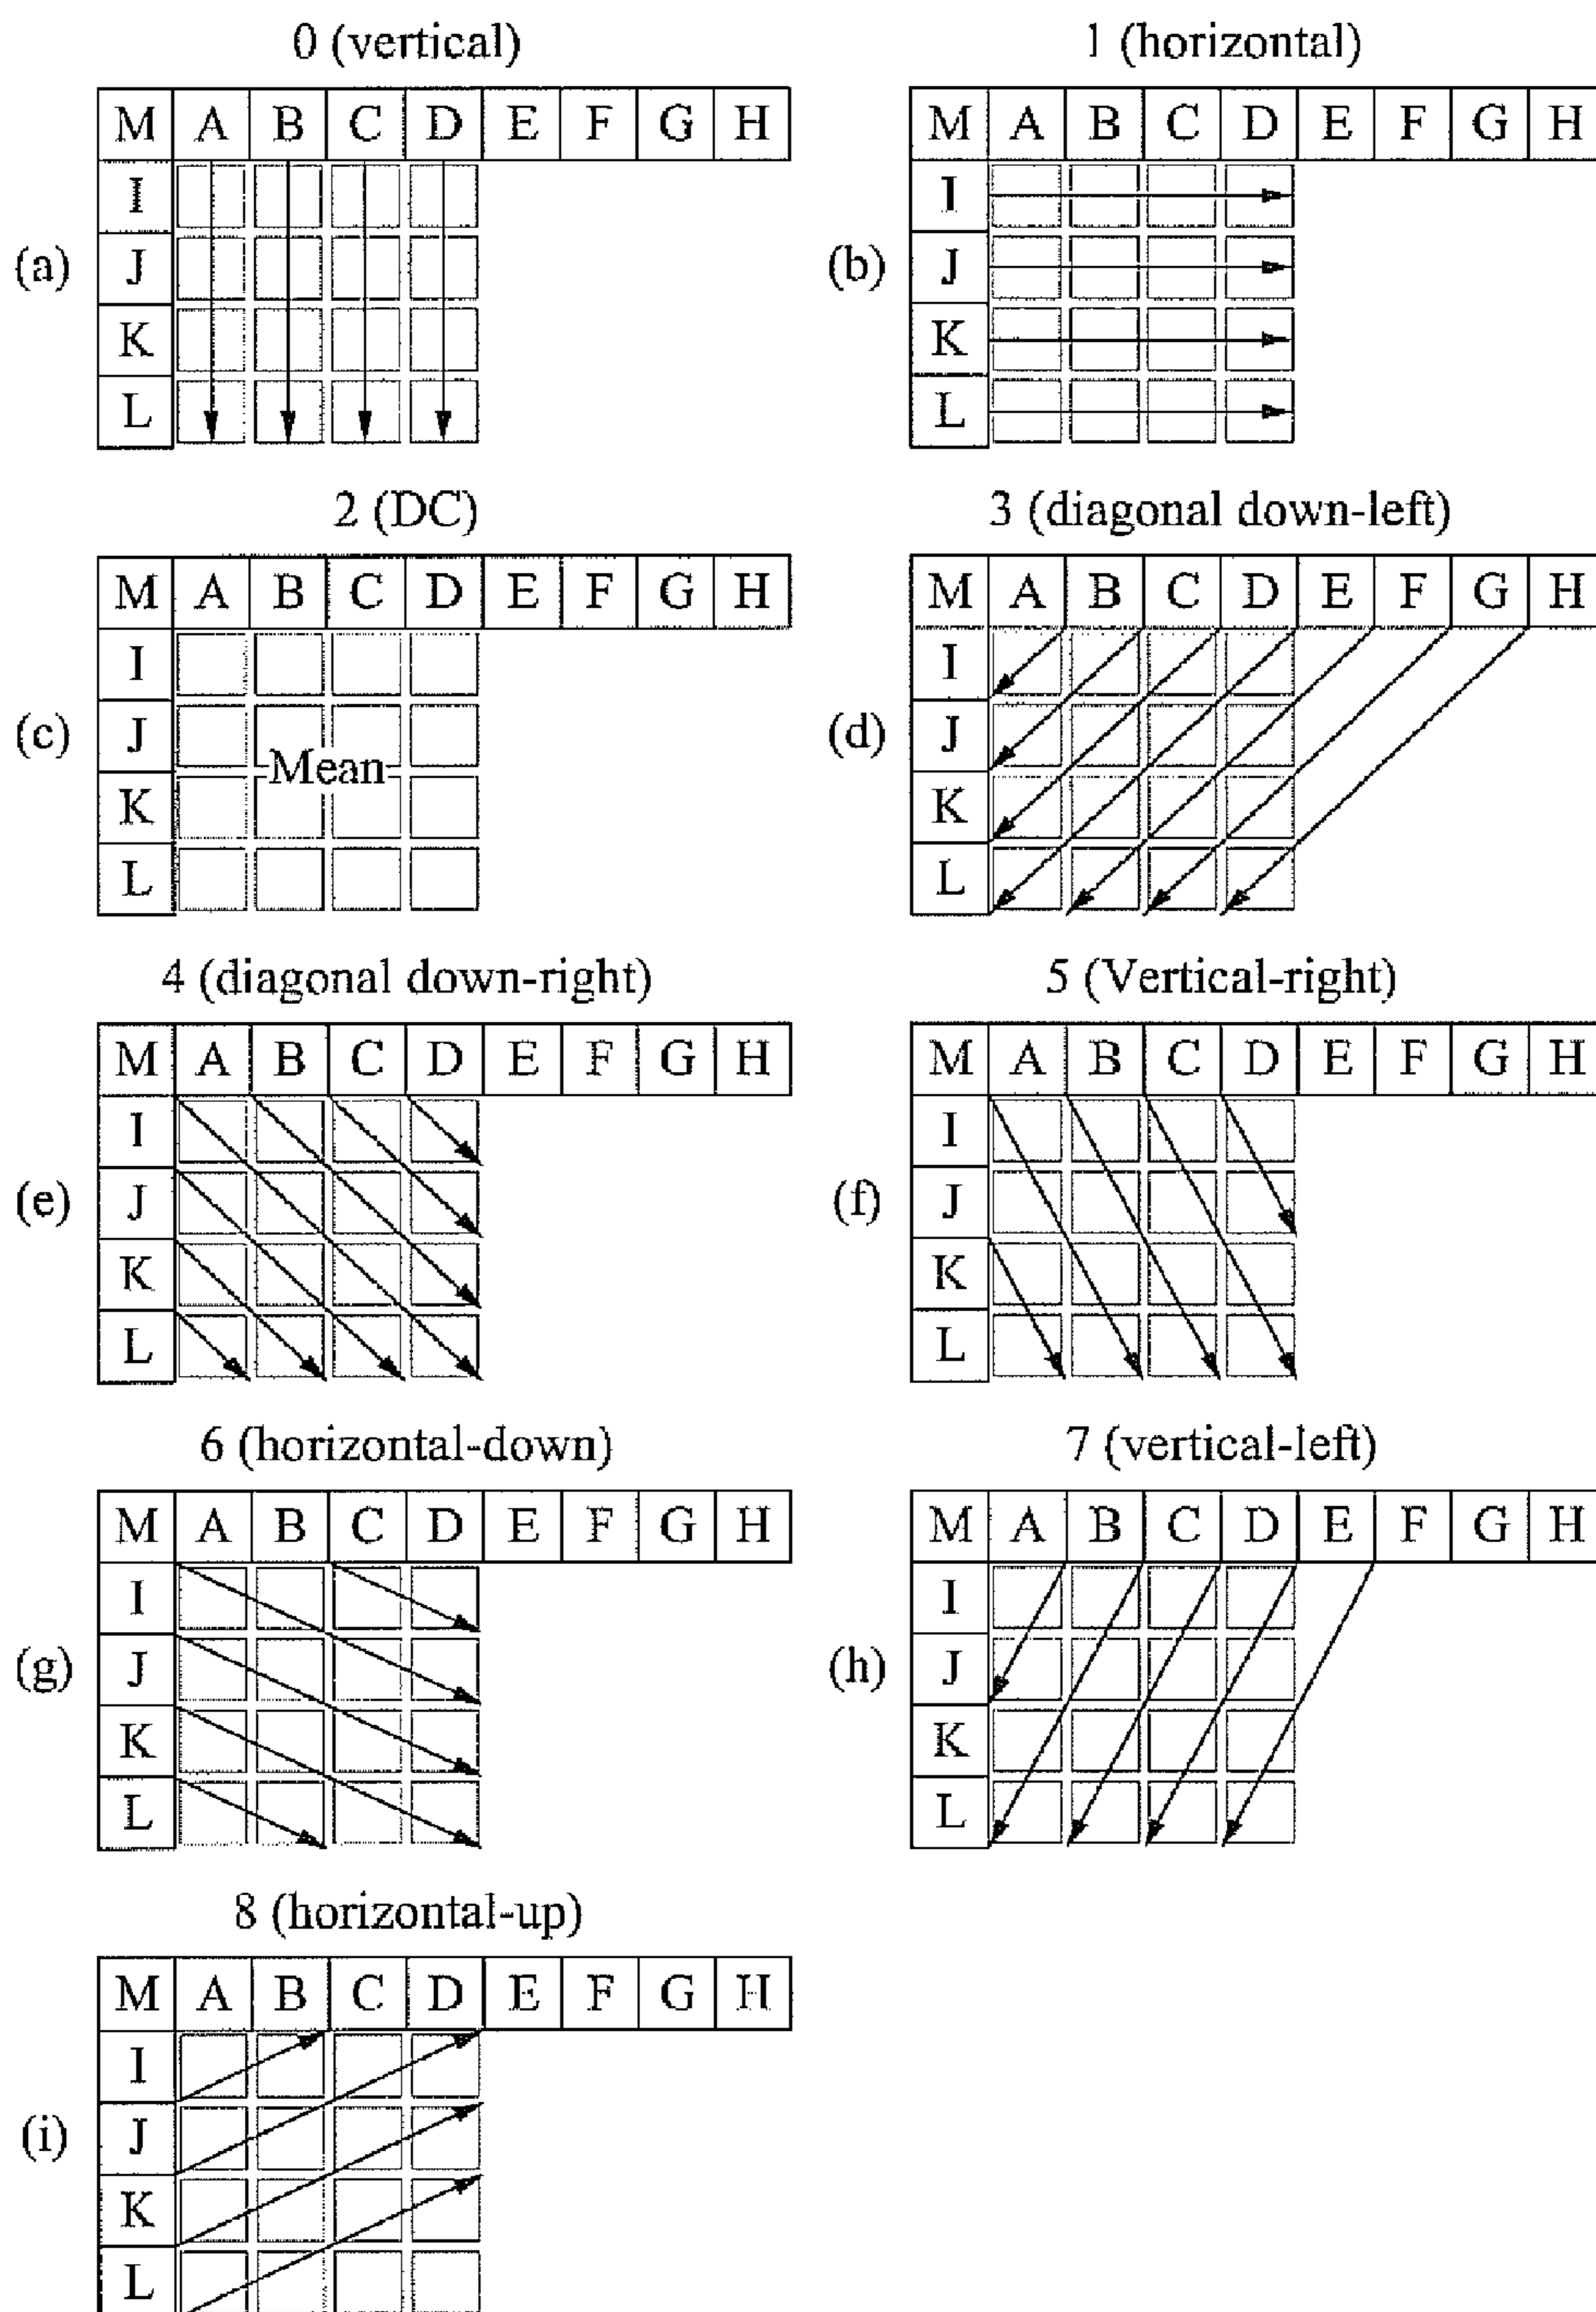 0 (vertical)
M A B C D E F G H
I
J
K
L
(a)
1 (horizontal)
M A B C D E F G H
I
J
K
L
(b)
2 (DC)
M A B C D E F G H
I
J
K
L
Mean
(c)
3 (diagonal down-left)
M A B C D E F G H
I
J
K
L
(d)
4 (diagonal down-right)
M A B C D E F G H
I
J
K
L
(e)
5 (Vertical-right)
M A B C D E F G H
I
J
K
L
(f)
6 (horizontal-down)
M A B C D E F G H
I
J
K
L
(g)
7 (vertical-left)
M A B C D E F G H
I
J
K
L
(h)
8 (horizontal-up)
M A B C D E F G H
I
J
K
L
(i)